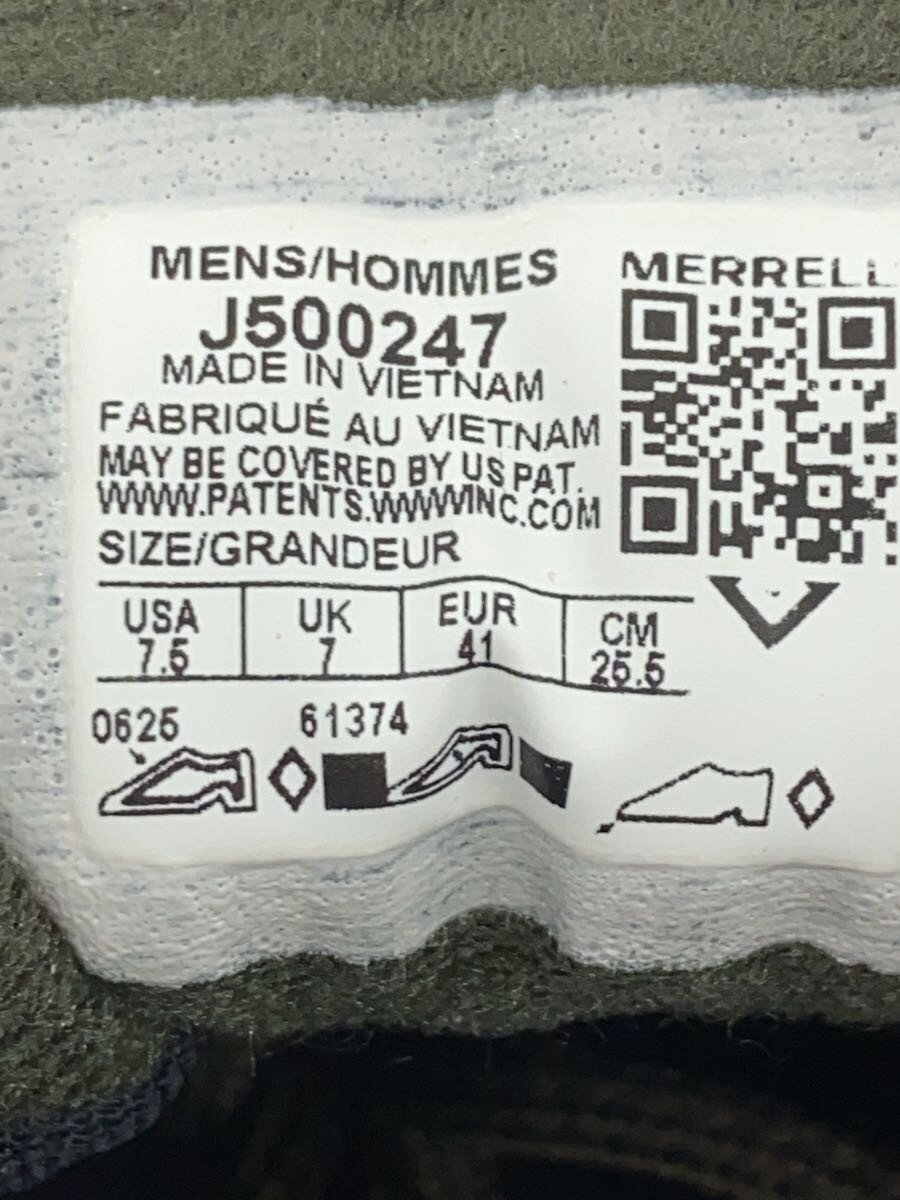 MENS/HOMMES
J500247
MADE IN VIETNAM
FABRIQUÉ AU VIETNAM
MAY BE COVERED BY US PAT.
WWW.PATENTS.WWWINC.COM
SIZE/GRANDEUR
USA UK EUR CM
7.5 7 41 25.5
0625 61374
MERRELL